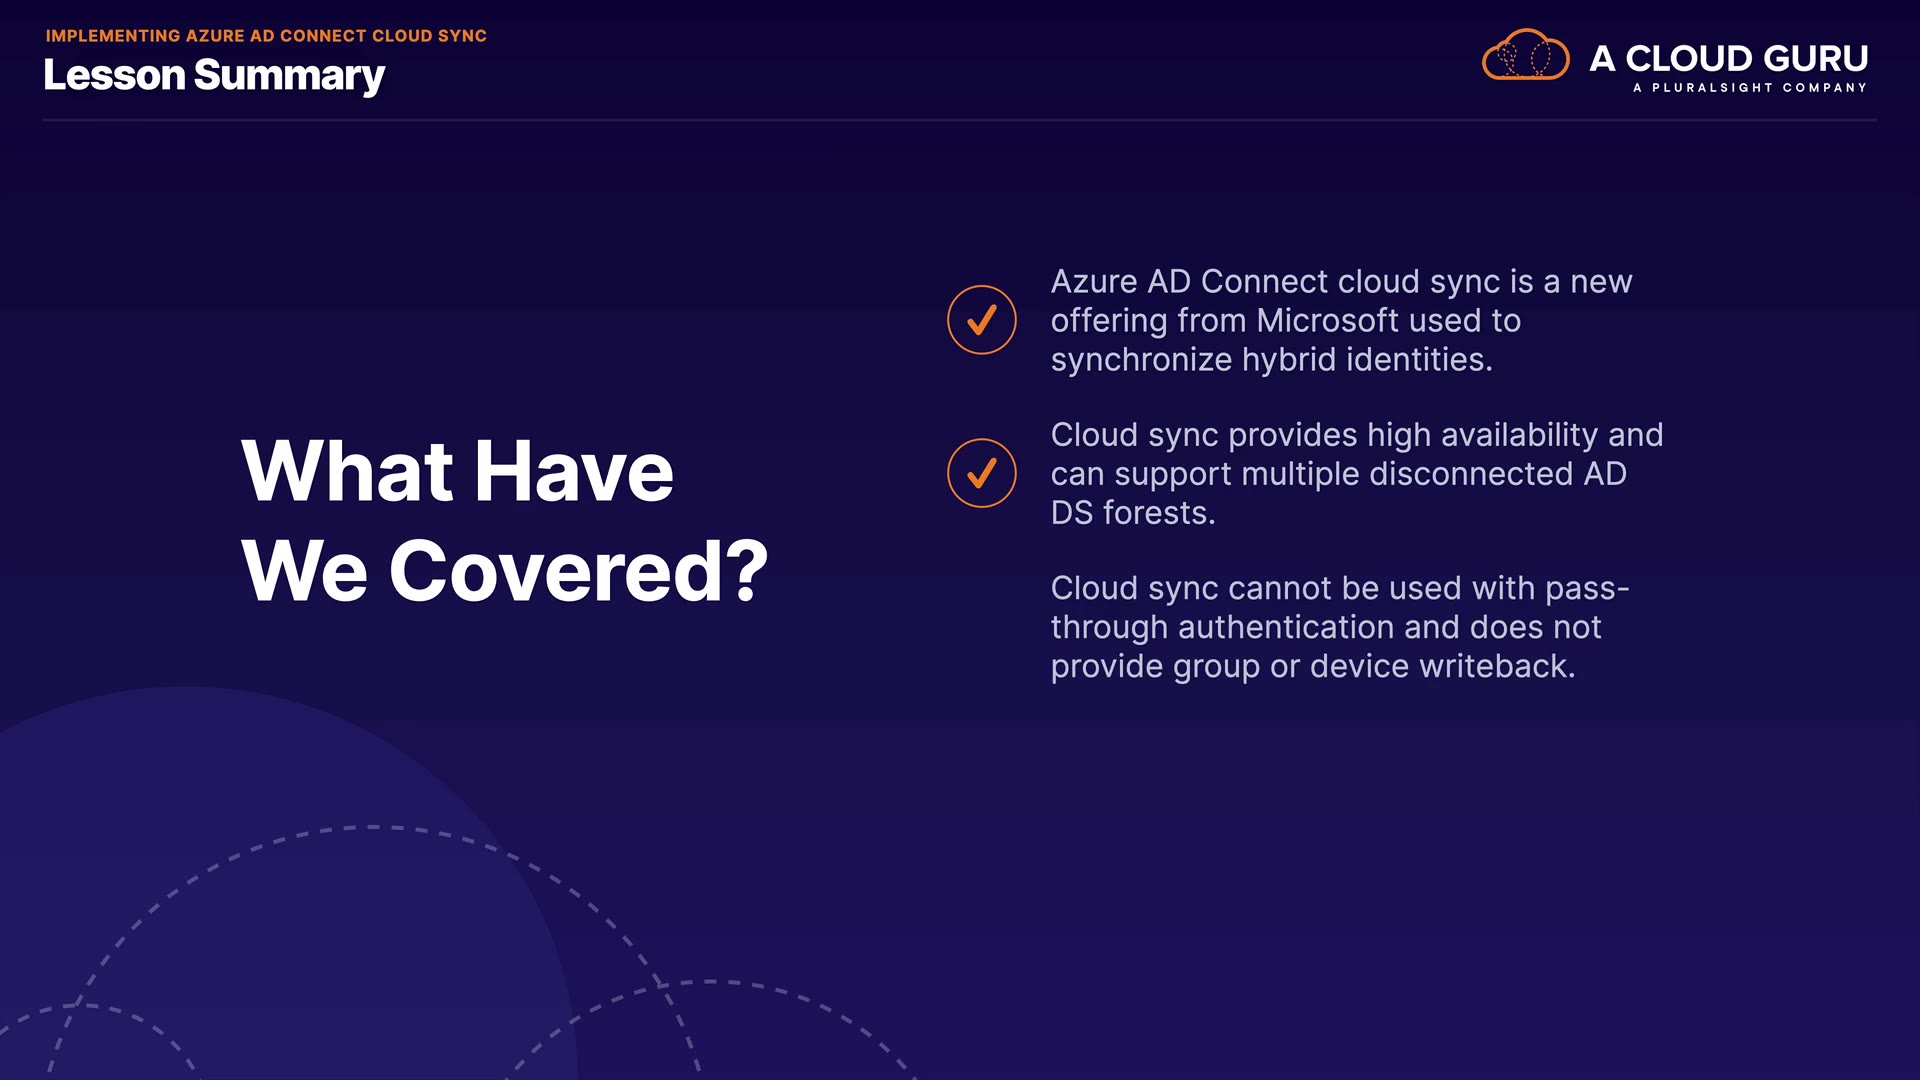 IMPLEMENTING AZURE AD CONNECT CLOUD SYNC
Lesson Summary
A CLOUD GURU
A PLURALSIGHT COMPANY
What Have
We Covered?
Azure AD Connect cloud sync is a new
offering from Microsoft used to
synchronize hybrid identities.
Cloud sync provides high availability and
can support multiple disconnected AD
DS forests.
Cloud sync cannot be used with pass-
through authentication and does not
provide group or device writeback.